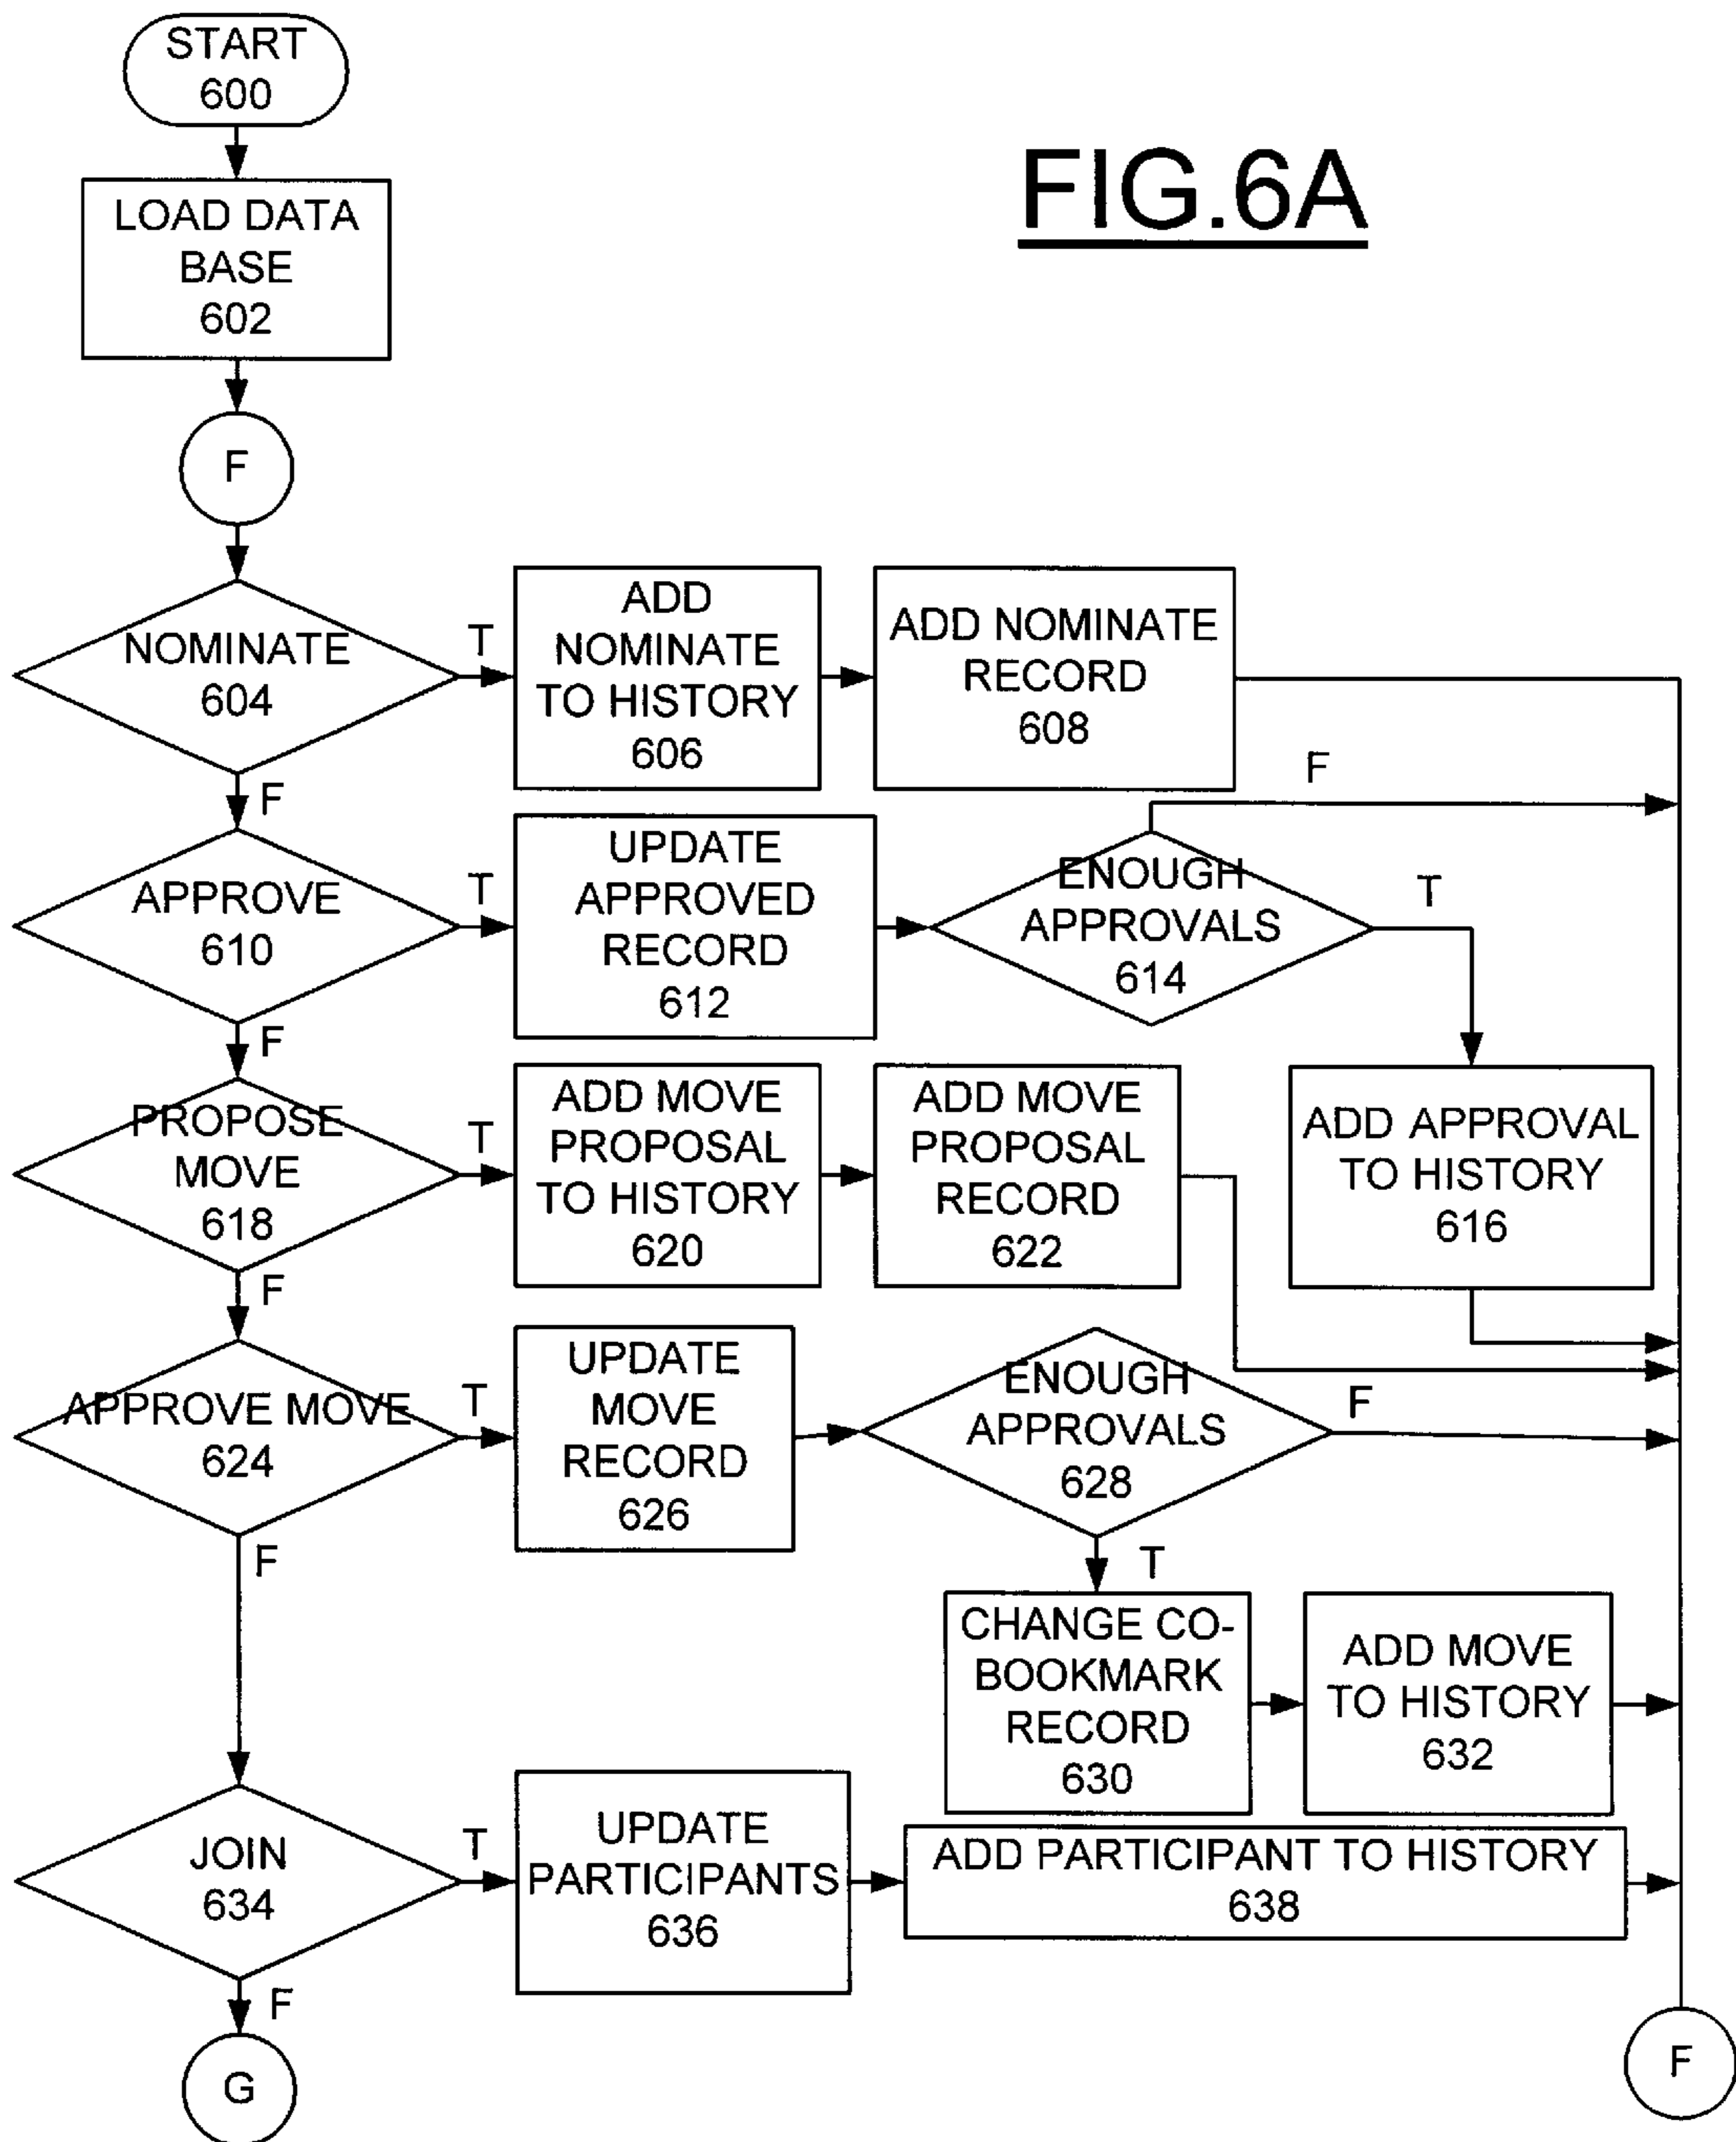 START
600
FIG.6A
LOAD DATA
BASE
602
F
NOMINATE
604
T
ADD
NOMINATE
TO HISTORY
606
ADD NOMINATE
RECORD
608
F
F
APPROVE
610
T
UPDATE
APPROVED
RECORD
612
ENOUGH
APPROVALS
614
T
F
PROPOSE
MOVE
618
T
ADD MOVE
PROPOSAL
TO HISTORY
620
ADD MOVE
PROPOSAL
RECORD
622
ADD APPROVAL
TO HISTORY
616
F
APPROVE MOVE
624
T
UPDATE
MOVE
RECORD
626
ENOUGH
APPROVALS
628
F
T
F
CHANGE CO-
BOOKMARK
RECORD
630
ADD MOVE
TO HISTORY
632
JOIN
634
T
UPDATE
PARTICIPANTS
636
ADD PARTICIPANT TO HISTORY
638
F
G
F